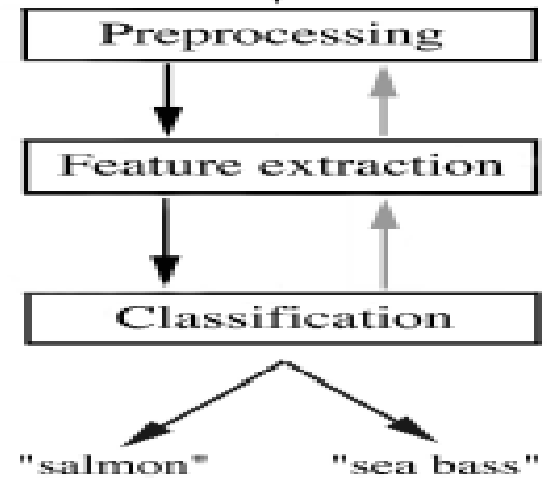 Preprocessing
Feature extraction
Classification
"salmon" "sea bass"